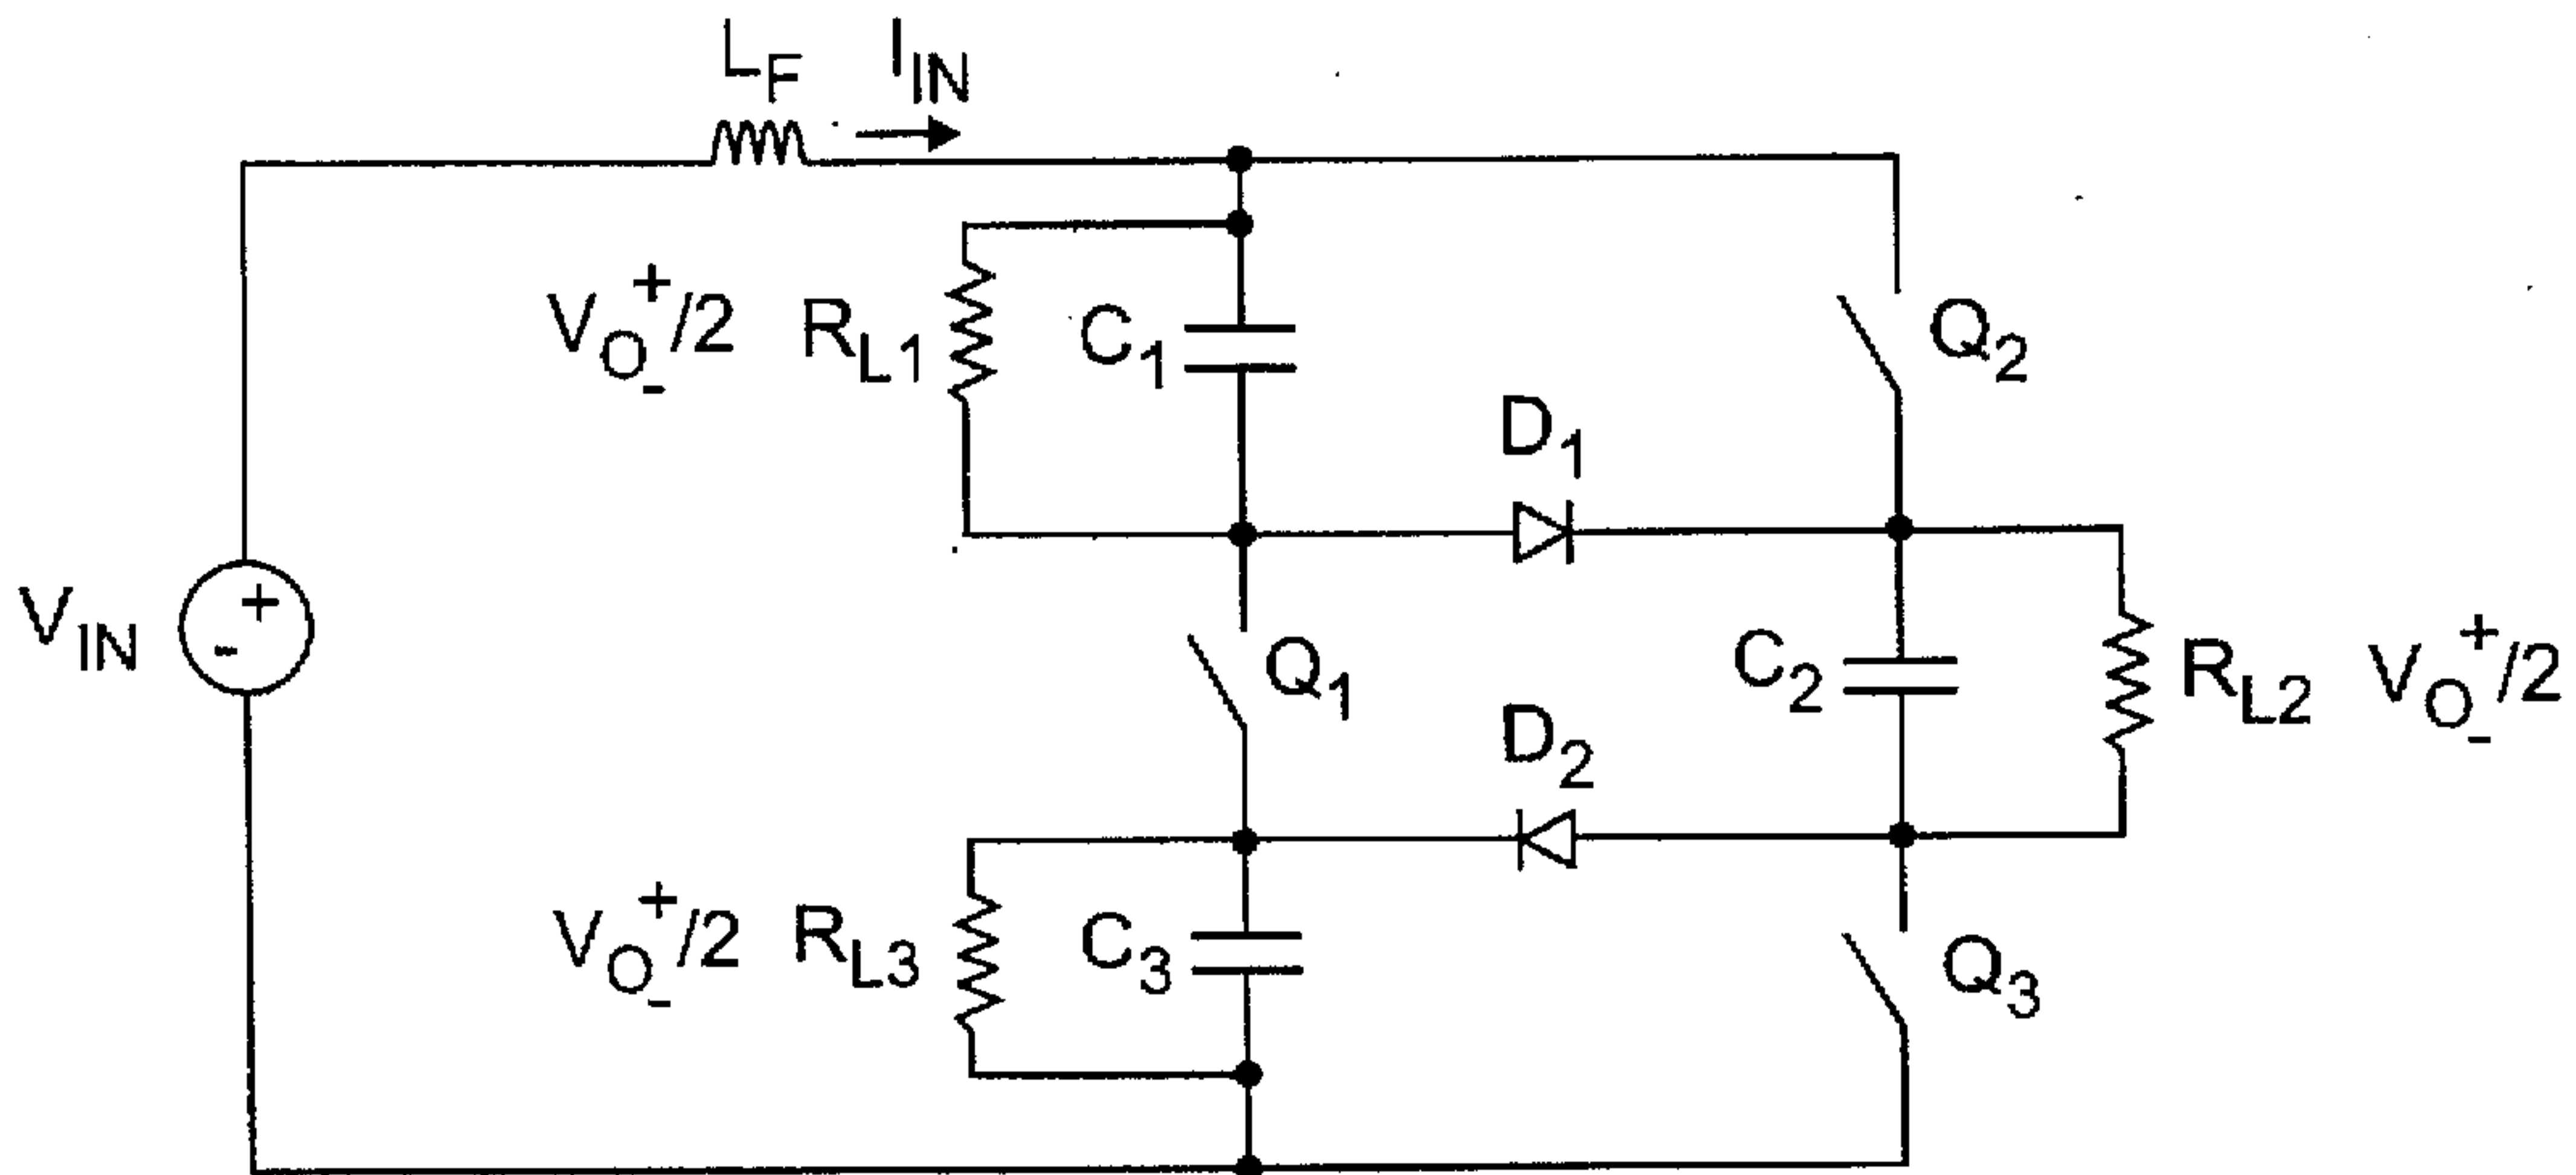 L_F
I_IN
V_O^+_-/2
R_L1
C_1
Q_2
D_1
V_IN
+
-
Q_1
C_2
R_L2
V_O^+_-/2
D_2
V_O^+_-/2
R_L3
C_3
Q_3